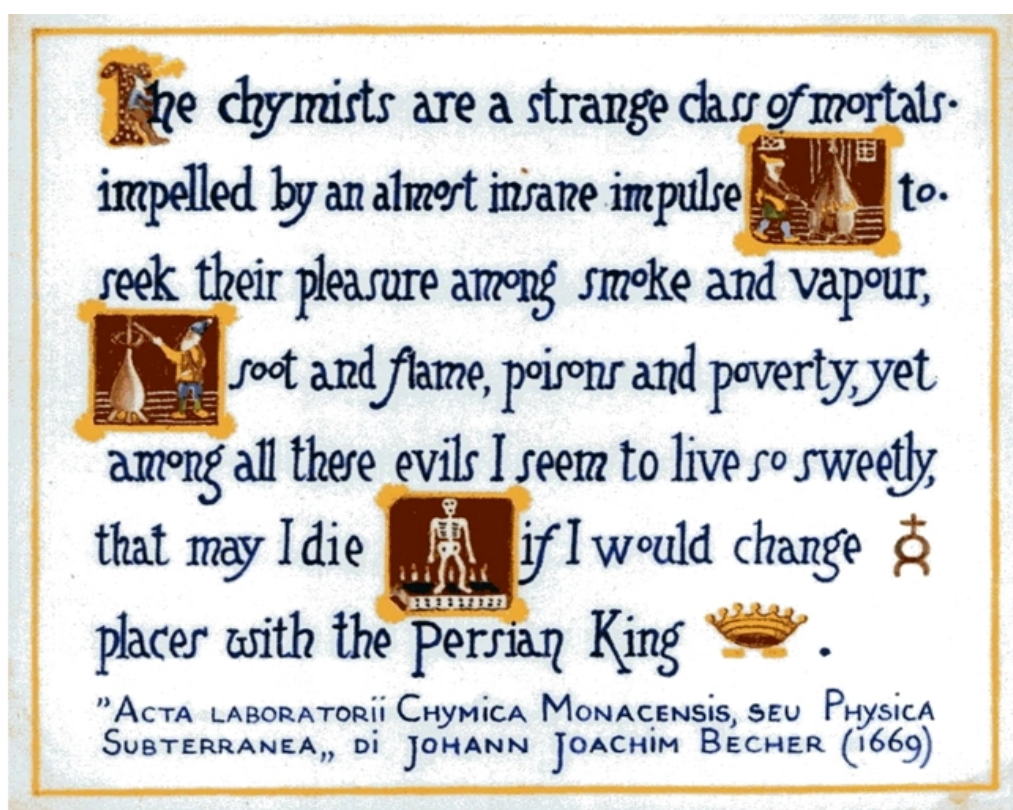 The chymists are a strange class of mortals·
impelled by an almost insane impulse to·
seek their pleasure among smoke and vapour,
soot and flame, poisons and poverty, yet
among all these evils I seem to live so sweetly,
that may I die if I would change
places with the Persian King .
"Acta laboratorii Chymica Monacensis, seu Physica
Subterranea„ di Johann Joachim Becher (1669)